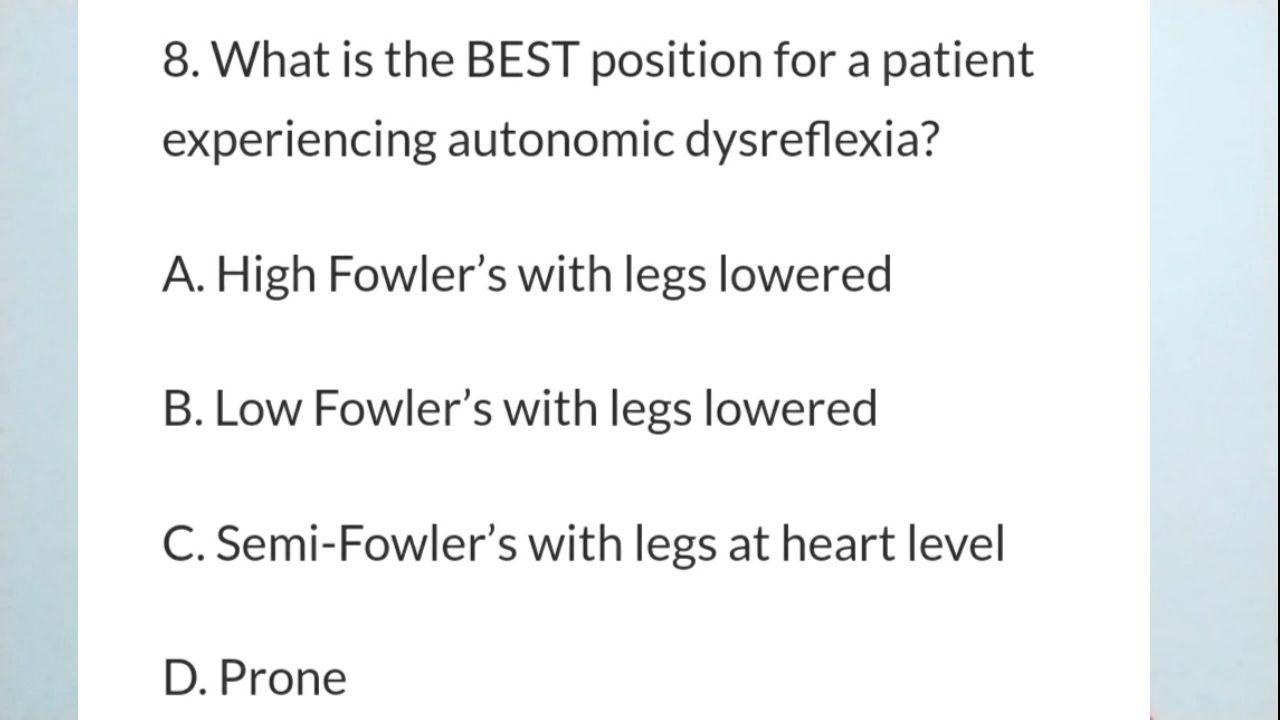 8. What is the BEST position for a patient
experiencing autonomic dysreflexia?
A. High Fowler’s with legs lowered
B. Low Fowler’s with legs lowered
C. Semi-Fowler’s with legs at heart level
D. Prone